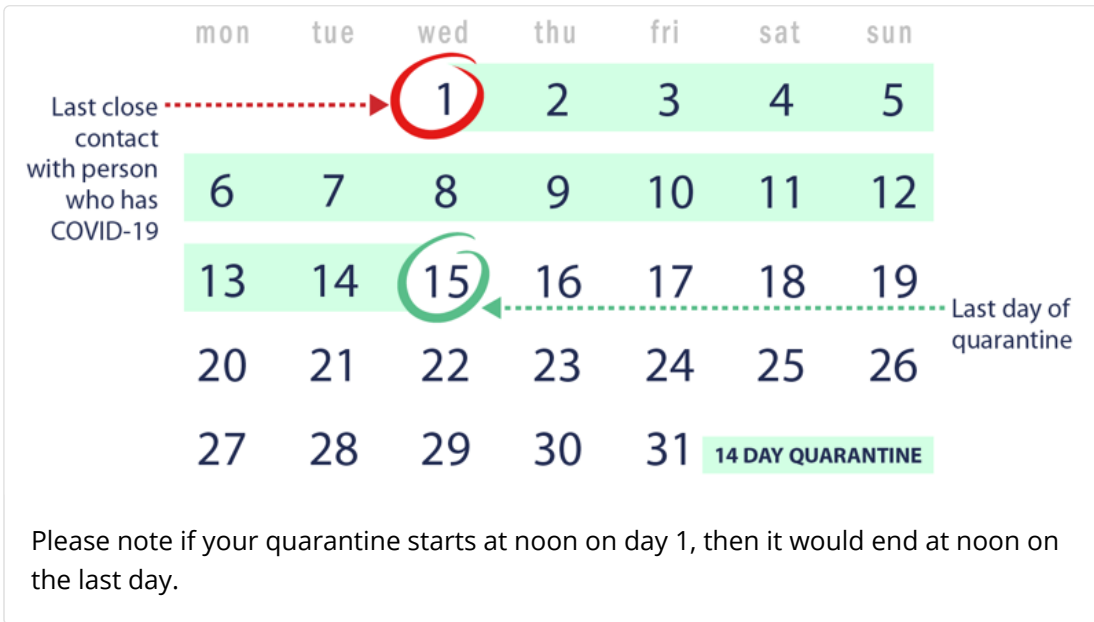 mon tue wed thu fri sat sun
Last close
contact
with person
who has
COVID-19
1 2 3 4 5
6 7 8 9 10 11 12
13 14 15 16 17 18 19
Last day of
quarantine
20 21 22 23 24 25 26
27 28 29 30 31 14 DAY QUARANTINE
Please note if your quarantine starts at noon on day 1, then it would end at noon on
the last day.